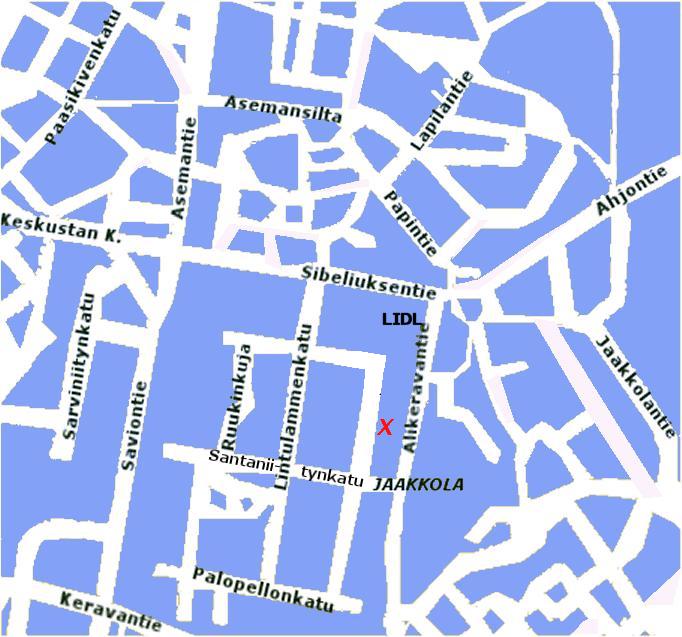 Paasikivenkatu
Asemansilta
Lapilantie
Asemantie
Ahjontie
Papintie
Keskustan K.
Sibeliuksentie
LIDL
Sarviniitynkatu
Ruukinkuja
Lintulammenkatu
Alikeravantie
Jaakkolantie
Saviontie
X
Santanii-
tynkatu
JAAKKOLA
Palopellonkatu
Keravantie